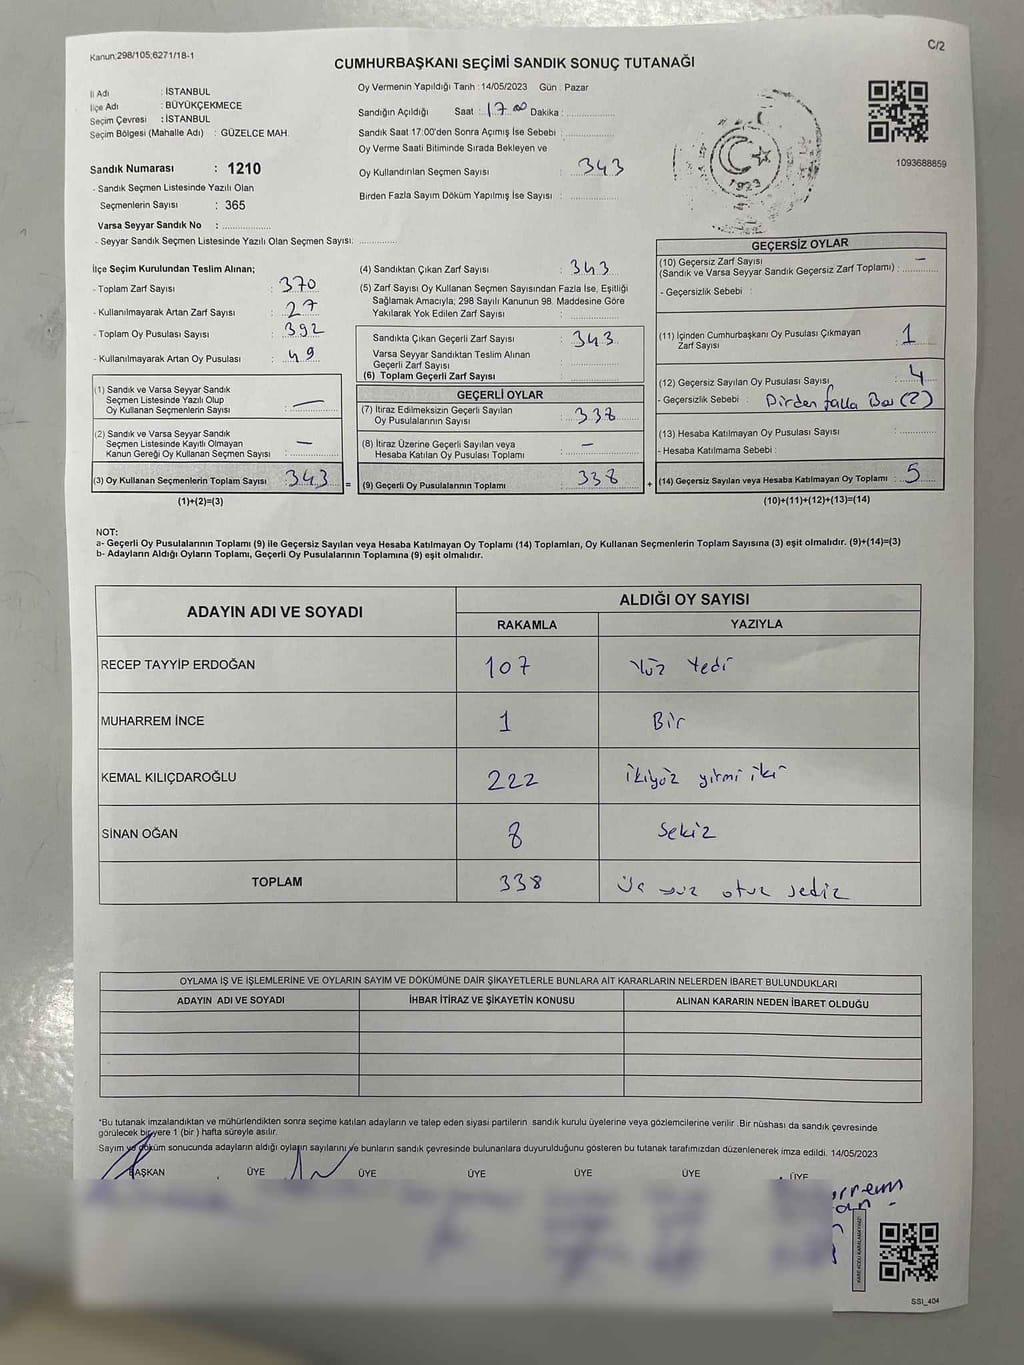 Kanun;298/105;6271/18-1
C/2
CUMHURBAŞKANI SEÇİMİ SANDIK SONUÇ TUTANAĞI
İl Adı : İSTANBUL
İlçe Adı : BÜYÜKÇEKMECE
Seçim Çevresi : İSTANBUL
Seçim Bölgesi (Mahalle Adı) : GÜZELCE MAH.
Sandık Numarası : 1210
- Sandık Seçmen Listesinde Yazılı Olan
Seçmenlerin Sayısı : 365
Varsa Seyyar Sandık No :
- Seyyar Sandık Seçmen Listesinde Yazılı Olan Seçmen Sayısı:
Oy Vermenin Yapıldığı Tarih : 14/05/2023 Gün : Pazar
Sandığın Açıldığı Saat : 17 00 Dakika :
Sandık Saat 17:00'den Sonra Açımış İse Sebebi :
Oy Verme Saati Bitiminde Sırada Bekleyen ve
Oy Kullandırılan Seçmen Sayısı : 343
Birden Fazla Sayım Döküm Yapılmış İse Sayısı :
1923
1093688859
İlçe Seçim Kurulundan Teslim Alınan;
- Toplam Zarf Sayısı : 370
- Kullanılmayarak Artan Zarf Sayısı : 27
- Toplam Oy Pusulası Sayısı : 392
- Kullanılmayarak Artan Oy Pusulası : 49
(1) Sandık ve Varsa Seyyar Sandık
Seçmen Listesinde Yazılı Olup
Oy Kullanan Seçmenlerin Sayısı : —
(2) Sandık ve Varsa Seyyar Sandık
Seçmen Listesinde Kayıtlı Olmayan
Kanun Gereği Oy Kullanan Seçmen Sayısı : —
(3) Oy Kullanan Seçmenlerin Toplam Sayısı : 343 =
(1)+(2)=(3)
(4) Sandıktan Çıkan Zarf Sayısı : 343
(5) Zarf Sayısı Oy Kullanan Seçmen Sayısından Fazla İse, Eşitliği
Sağlamak Amacıyla; 298 Sayılı Kanunun 98. Maddesine Göre
Yakılarak Yok Edilen Zarf Sayısı :
Sandıkta Çıkan Geçerli Zarf Sayısı : 343
Varsa Seyyar Sandıktan Teslim Alınan
Geçerli Zarf Sayısı :
(6) Toplam Geçerli Zarf Sayısı :
GEÇERLİ OYLAR
(7) İtiraz Edilmeksizin Geçerli Sayılan
Oy Pusulalarının Sayısı : 338
(8) İtiraz Üzerine Geçerli Sayılan veya
Hesaba Katılan Oy Pusulası Toplamı : —
(9) Geçerli Oy Pusulalarının Toplamı : 338 +
GEÇERSİZ OYLAR
(10) Geçersiz Zarf Sayısı
(Sandık ve Varsa Seyyar Sandık Geçersiz Zarf Toplamı) : —
- Geçersizlik Sebebi :
(11) İçinden Cumhurbaşkanı Oy Pusulası Çıkmayan
Zarf Sayısı : 1
(12) Geçersiz Sayılan Oy Pusulası Sayısı : 4
- Geçersizlik Sebebi : Birden falla Bas (2)
(13) Hesaba Katılmayan Oy Pusulası Sayısı :
- Hesaba Katılmama Sebebi :
(14) Geçersiz Sayılan veya Hesaba Katılmayan Oy Toplamı : 5
(10)+(11)+(12)+(13)=(14)
NOT:
a- Geçerli Oy Pusulalarının Toplamı (9) ile Geçersiz Sayılan veya Hesaba Katılmayan Oy Toplamı (14) Toplamları, Oy Kullanan Seçmenlerin Toplam Sayısına (3) eşit olmalıdır. (9)+(14)=(3)
b- Adayların Aldığı Oyların Toplamı, Geçerli Oy Pusulalarının Toplamına (9) eşit olmalıdır.
ADAYIN ADI VE SOYADI
ALDIĞI OY SAYISI
RAKAMLA YAZIYLA
RECEP TAYYİP ERDOĞAN 107 Yüz Yedi
MUHARREM İNCE 1 Bir
KEMAL KILIÇDAROĞLU 222 ikiyüz yirmi iki
SİNAN OĞAN 8 Sekiz
TOPLAM 338 Üç yüz otuz sekiz
OYLAMA İŞ VE İŞLEMLERİNE VE OYLARIN SAYIM VE DÖKÜMÜNE DAİR ŞİKAYETLERLE BUNLARA AİT KARARLARIN NELERDEN İBARET BULUNDUKLARI
ADAYIN ADI VE SOYADI İHBAR İTİRAZ VE ŞİKAYETİN KONUSU ALINAN KARARIN NEDEN İBARET OLDUĞU
*Bu tutanak imzalandıktan ve mühürlendikten sonra seçime katılan adayların ve talep eden siyasi partilerin sandık kurulu üyelerine veya gözlemcilerine verilir. Bir nüshası da sandık çevresinde
görülecek bir yere 1 (bir ) hafta süreyle asılır.
Sayım ve döküm sonucunda adayların aldığı oyların sayılarını ve bunların sandık çevresinde bulunanlara duyurulduğunu gösteren bu tutanak tarafımızdan düzenlenerek imza edildi. 14/05/2023
BAŞKAN ÜYE ÜYE ÜYE ÜYE ÜYE ÜYE
SSI_404